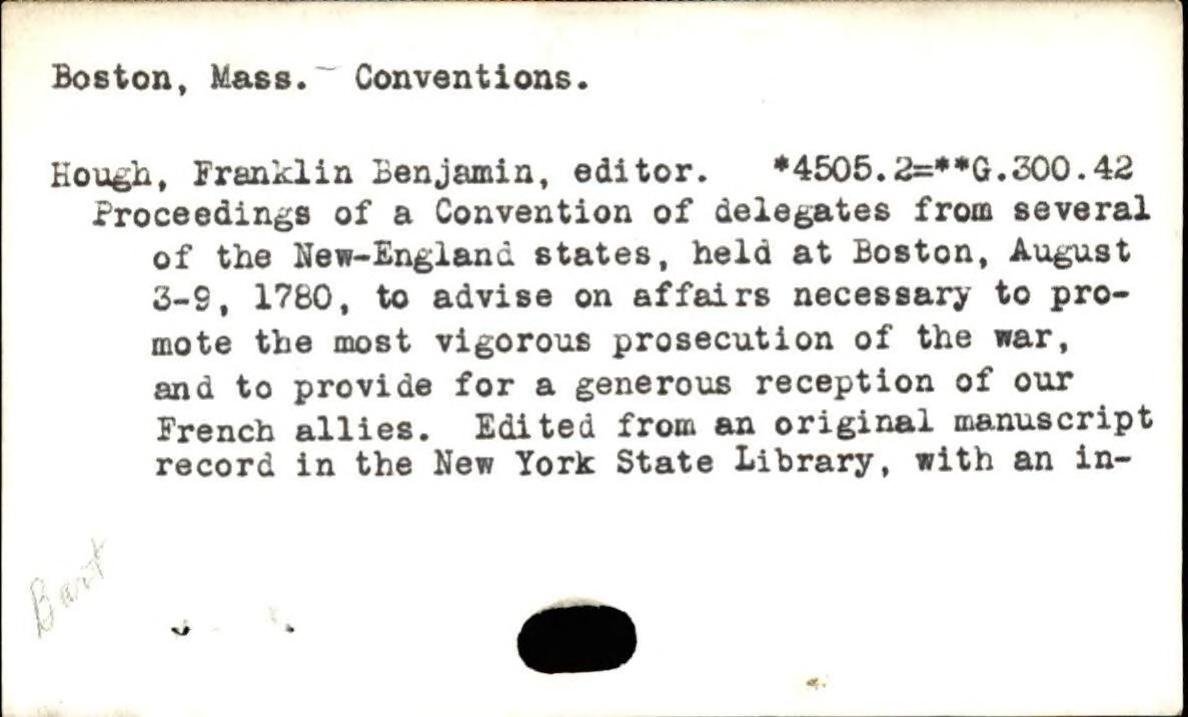 Boston, Mass. - Conventions.
Hough, Franklin Benjamin, editor. *4505.2=**G.300.42
Proceedings of a Convention of delegates from several
of the New-England states, held at Boston, August
3-9, 1780, to advise on affairs necessary to pro-
mote the most vigorous prosecution of the war,
and to provide for a generous reception of our
French allies. Edited from an original manuscript
record in the New York State Library, with an in-